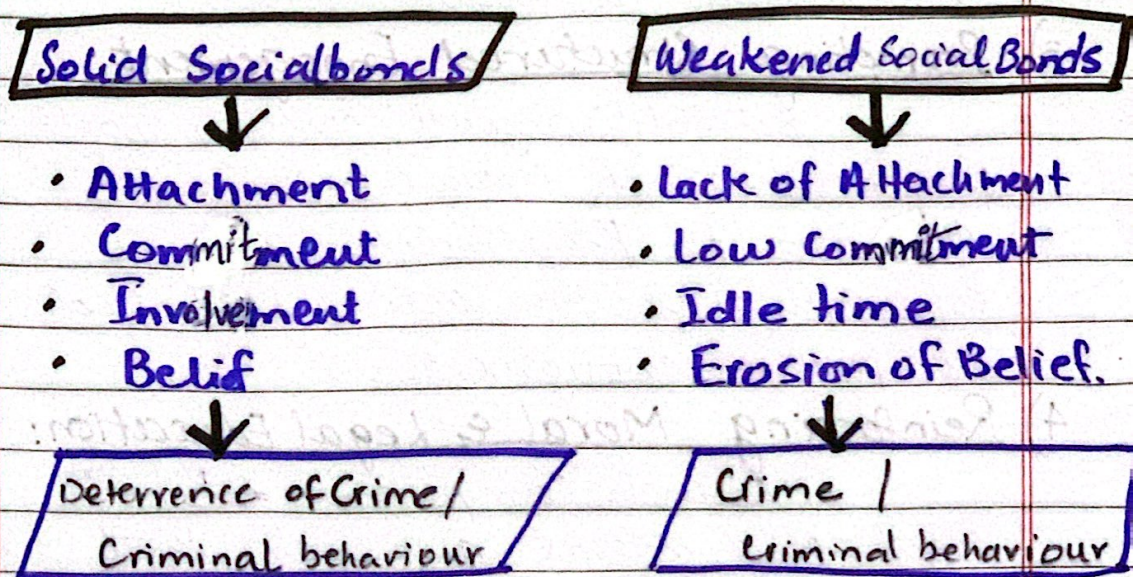 Solid Socialbonds
• Attachment
• Commitment
• Involvement
• Belief
Deterrence of Crime /
Criminal behaviour
Weakened Social Bonds
• Lack of Attachment
• Low Commitment
• Idle time
• Erosion of Belief.
Crime /
Criminal behaviour